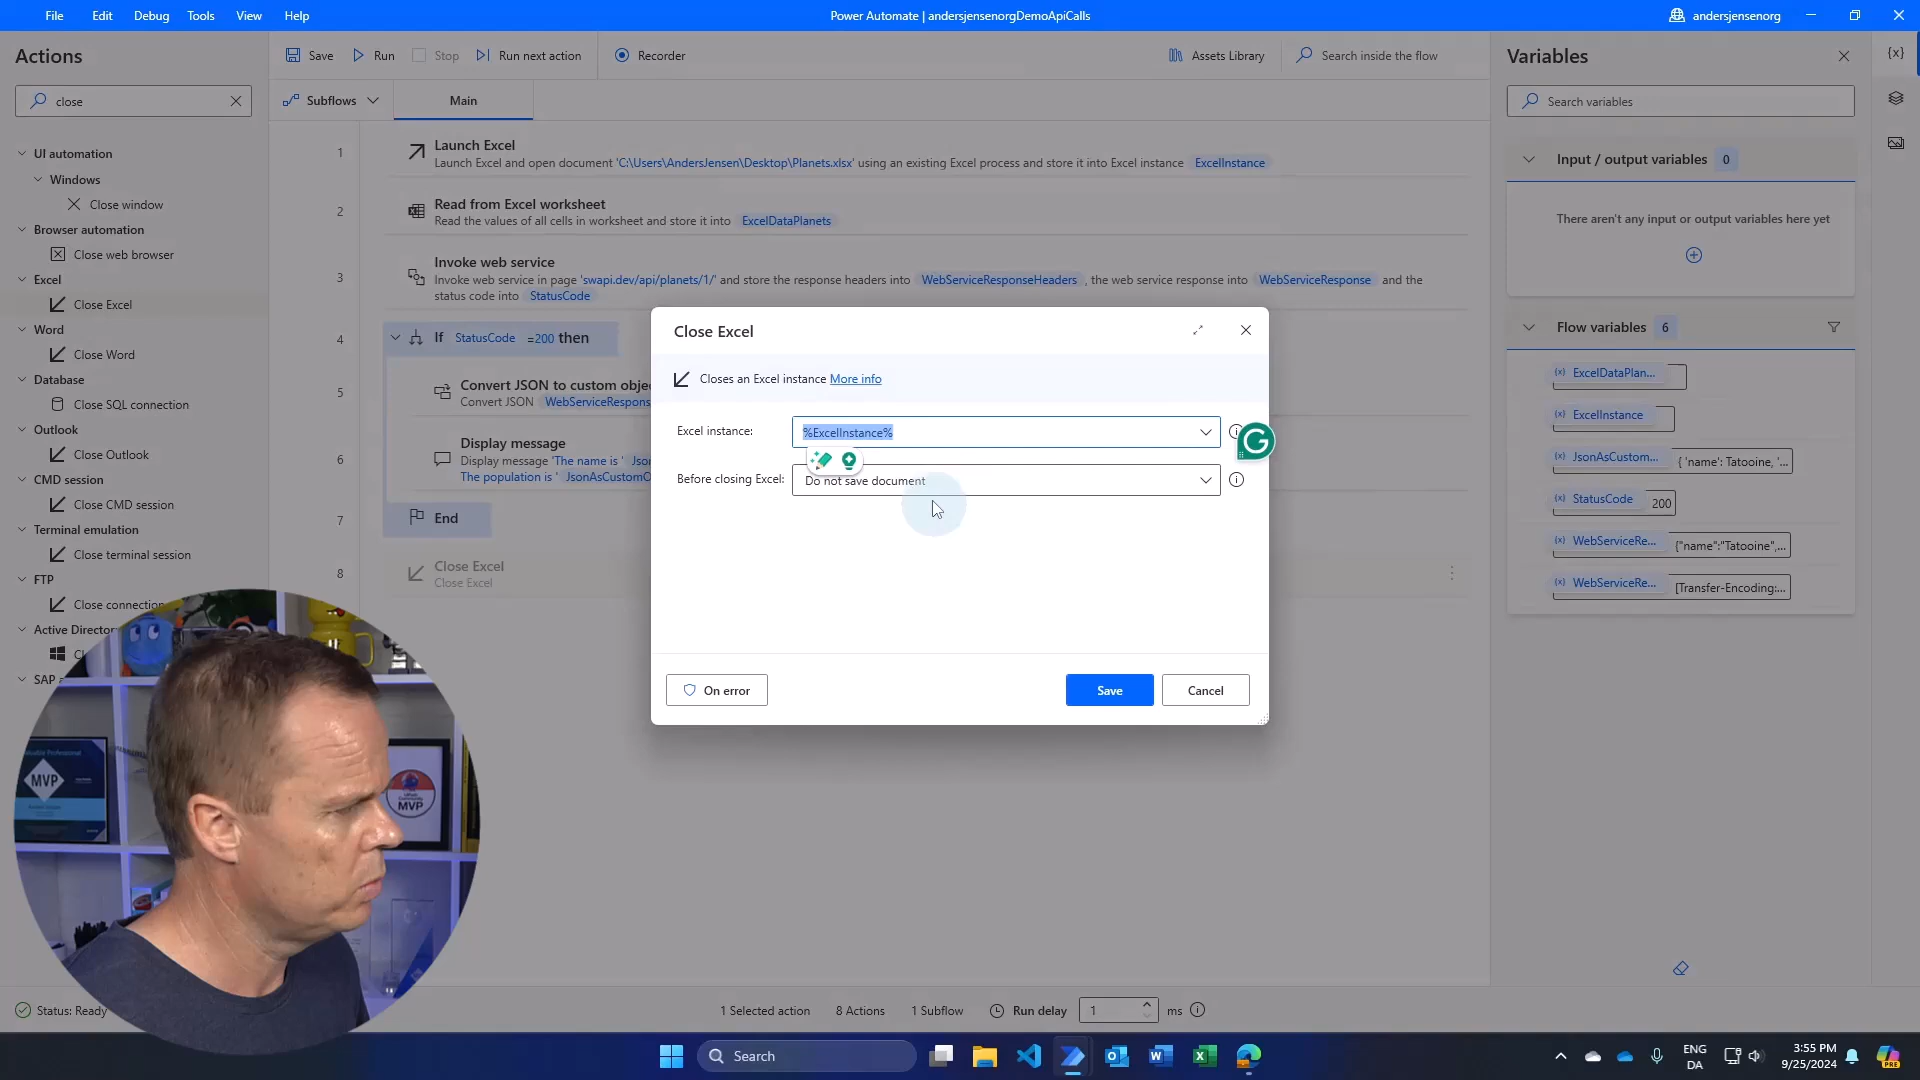 File Edit Debug Tools View Help
Power Automate | andersjensenorgDemoApiCalls
andersjensenorg
Actions
close
UI automation
Windows
Close window
Browser automation
Close web browser
Excel
Close Excel
Word
Close Word
Database
Close SQL connection
Outlook
Close Outlook
CMD session
Close CMD session
Terminal emulation
Close terminal session
FTP
Close connection
Active Director
SAP
Save Run Stop Run next action Recorder
Assets Library Search inside the flow
Subflows Main
1
Launch Excel
Launch Excel and open document 'C:\Users\AndersJensen\Desktop\Planets.xlsx' using an existing Excel process and store it into Excel instance ExcelInstance
2
Read from Excel worksheet
Read the values of all cells in worksheet and store it into ExcelDataPlanets
3
Invoke web service
Invoke web service in page 'swapi.dev/api/planets/1/' and store the response headers into WebServiceResponseHeaders , the web service response into WebServiceResponse and the
status code into StatusCode
4
If StatusCode =200 then
5
Convert JSON to custom obje
Convert JSON WebServiceRespons
6
Display message
Display message 'The name is ' Jso
The population is ' JsonAsCustomO
7
End
8
Close Excel
Close Excel
Close Excel
Closes an Excel instance More info
Excel instance: %ExcelInstance%
Before closing Excel: Do not save document
On error Save Cancel
Variables
{x}
Search variables
Input / output variables 0
There aren't any input or output variables here yet
Flow variables 6
(x) ExcelDataPlan...
(x) ExcelInstance
(x) JsonAsCustom... { 'name': Tatooine, '...
(x) StatusCode 200
(x) WebServiceRe... {"name":"Tatooine",...
(x) WebServiceRe... [Transfer-Encoding:...
MVP
MVP
Status: Ready
1 Selected action 8 Actions 1 Subflow Run delay 1 ms
Search
ENG
DA
3:55 PM
9/25/2024